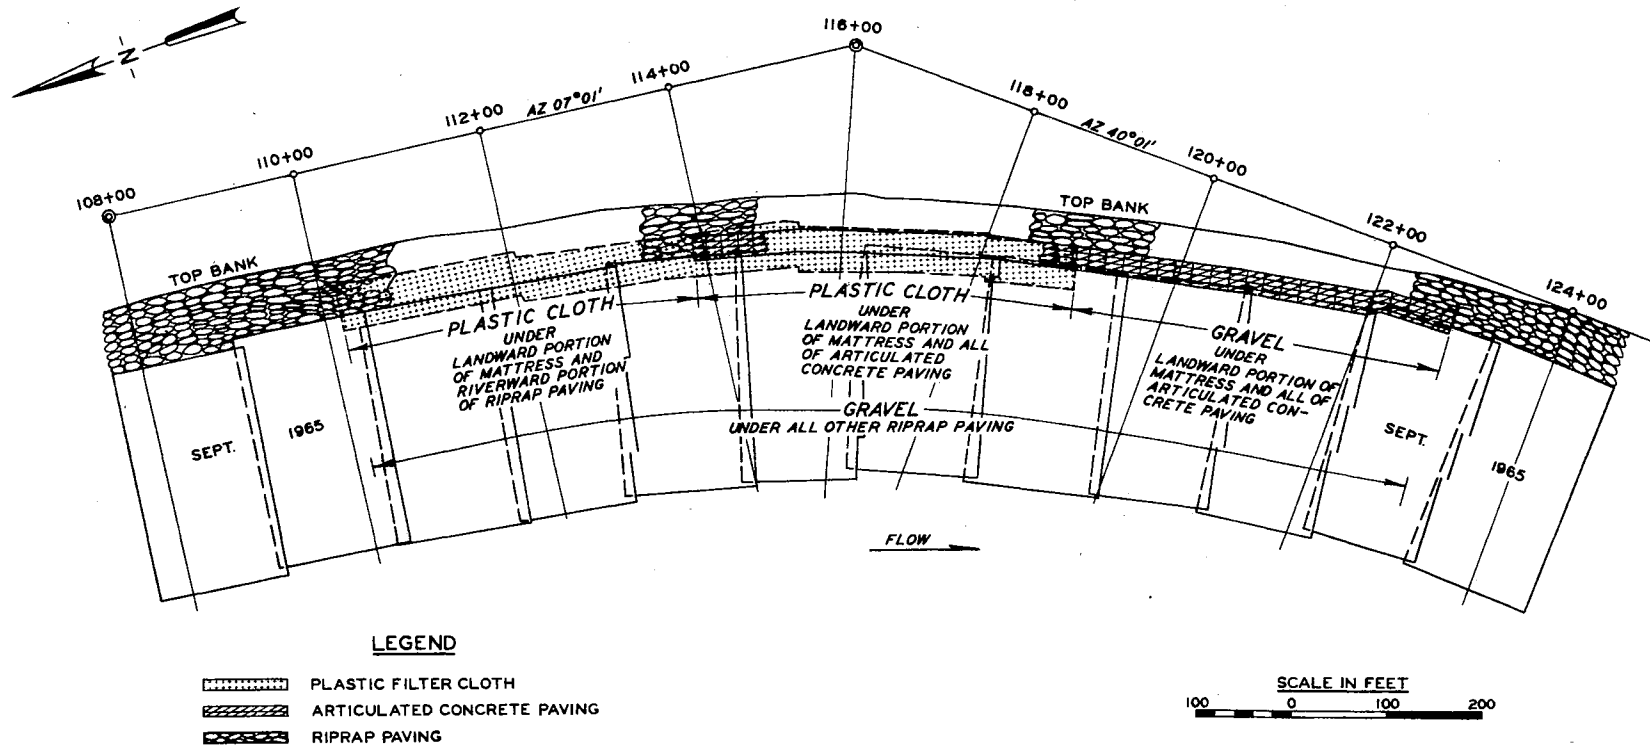 N
108+00
110+00
112+00
AZ 07°01'
114+00
116+00
118+00
AZ 40°01'
120+00
122+00
124+00
TOP BANK
TOP BANK
PLASTIC CLOTH
UNDER
LANDWARD PORTION
OF MATTRESS AND
RIVERWARD PORTION
OF RIPRAP PAVING
PLASTIC CLOTH
UNDER
LANDWARD PORTION
OF MATTRESS AND ALL
OF ARTICULATED
CONCRETE PAVING
GRAVEL
UNDER
LANDWARD PORTION OF
MATTRESS AND ALL OF
ARTICULATED CON-
CRETE PAVING
GRAVEL
UNDER ALL OTHER RIPRAP PAVING
SEPT. 1965
SEPT. 1965
FLOW
LEGEND
PLASTIC FILTER CLOTH
ARTICULATED CONCRETE PAVING
RIPRAP PAVING
SCALE IN FEET
100 0 100 200